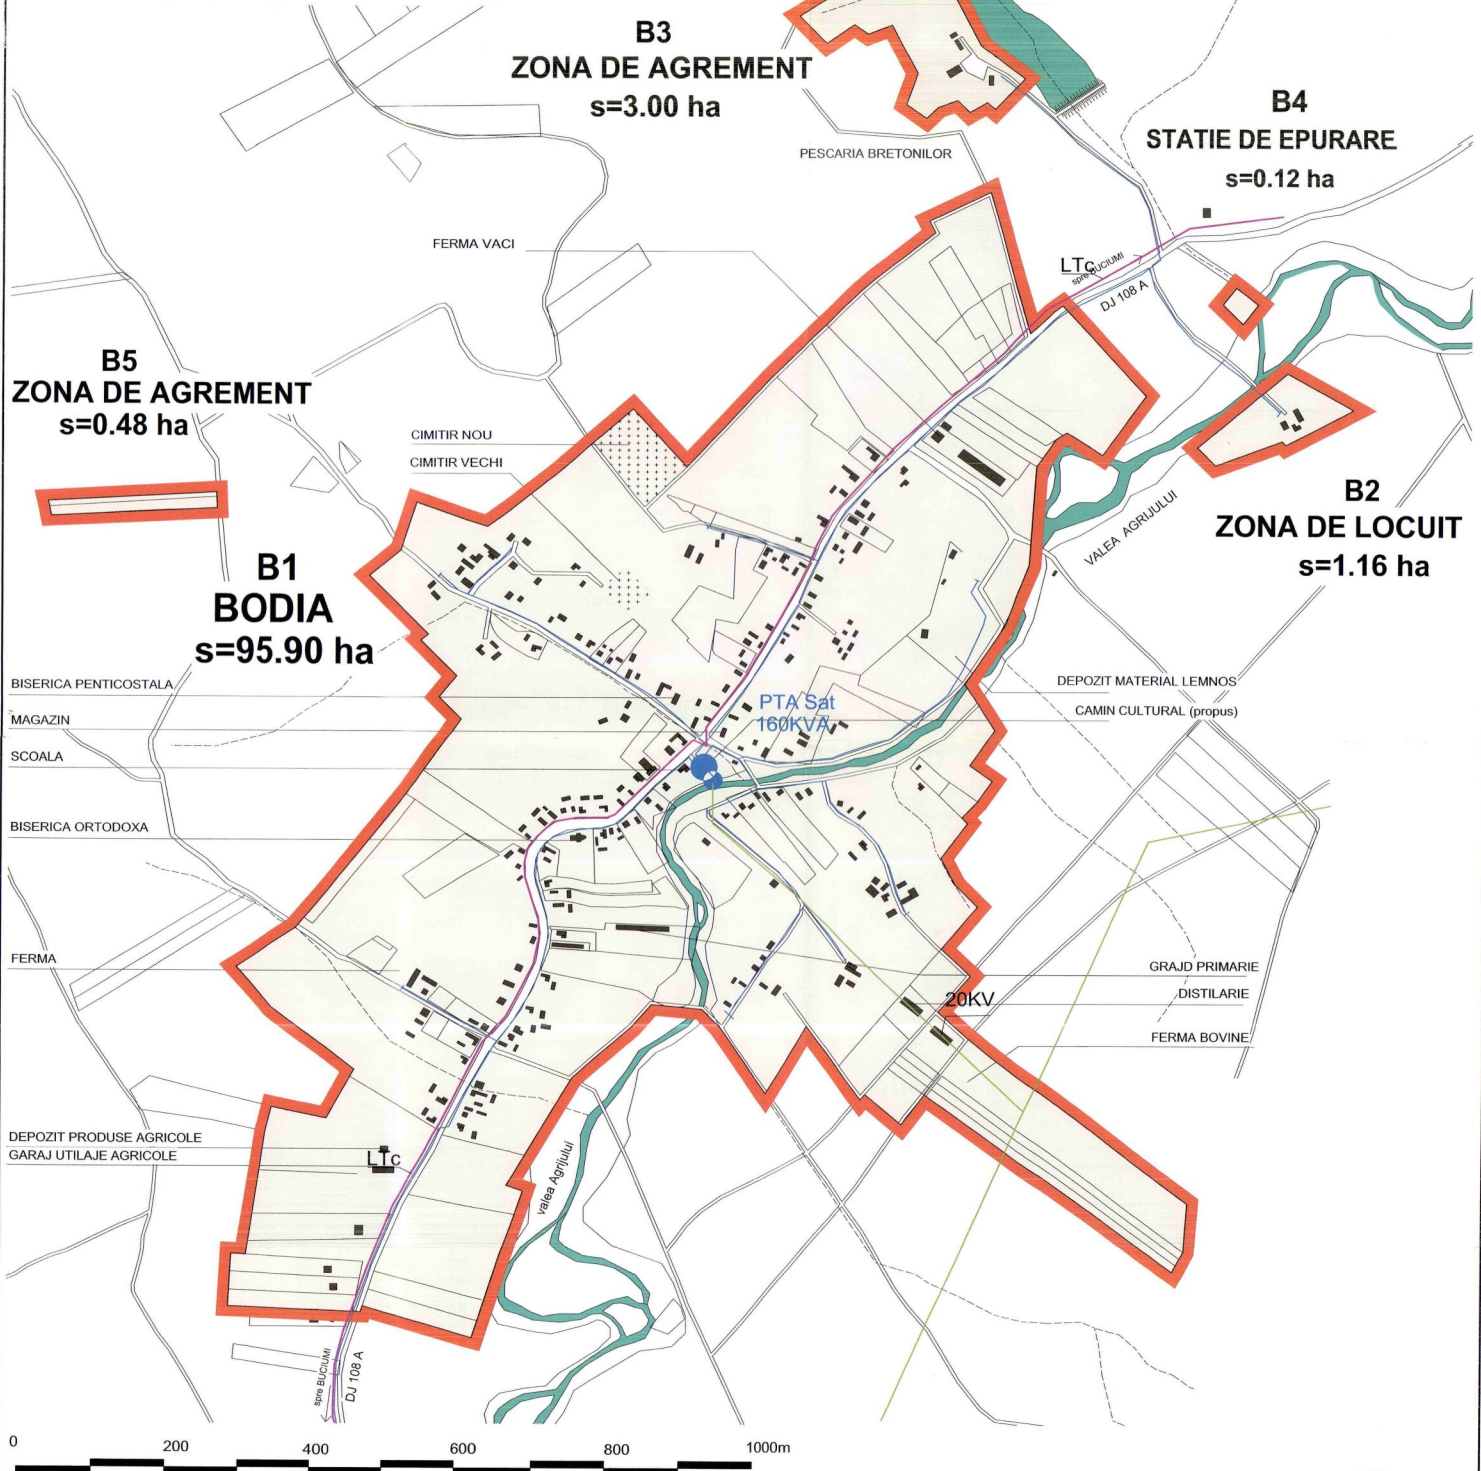 B3
ZONA DE AGREMENT
s=3.00 ha
B4
STATIE DE EPURARE
s=0.12 ha
PESCARIA BRETONILOR
FERMA VACI
LTc
spre BUCIUMI
DJ 108 A
B5
ZONA DE AGREMENT
s=0.48 ha
CIMITIR NOU
CIMITIR VECHI
B2
ZONA DE LOCUIT
s=1.16 ha
VALEA AGRIJULUI
B1
BODIA
s=95.90 ha
BISERICA PENTICOSTALA
MAGAZIN
SCOALA
BISERICA ORTODOXA
PTA Sat
160KVA
DEPOZIT MATERIAL LEMNOS
CAMIN CULTURAL (propus)
FERMA
GRAJD PRIMARIE
DISTILARIE
20KV
FERMA BOVINE
DEPOZIT PRODUSE AGRICOLE
GARAJ UTILAJE AGRICOLE
LTc
valea Agrijului
spre BUCIUMI
DJ 108 A
0 200 400 600 800 1000m